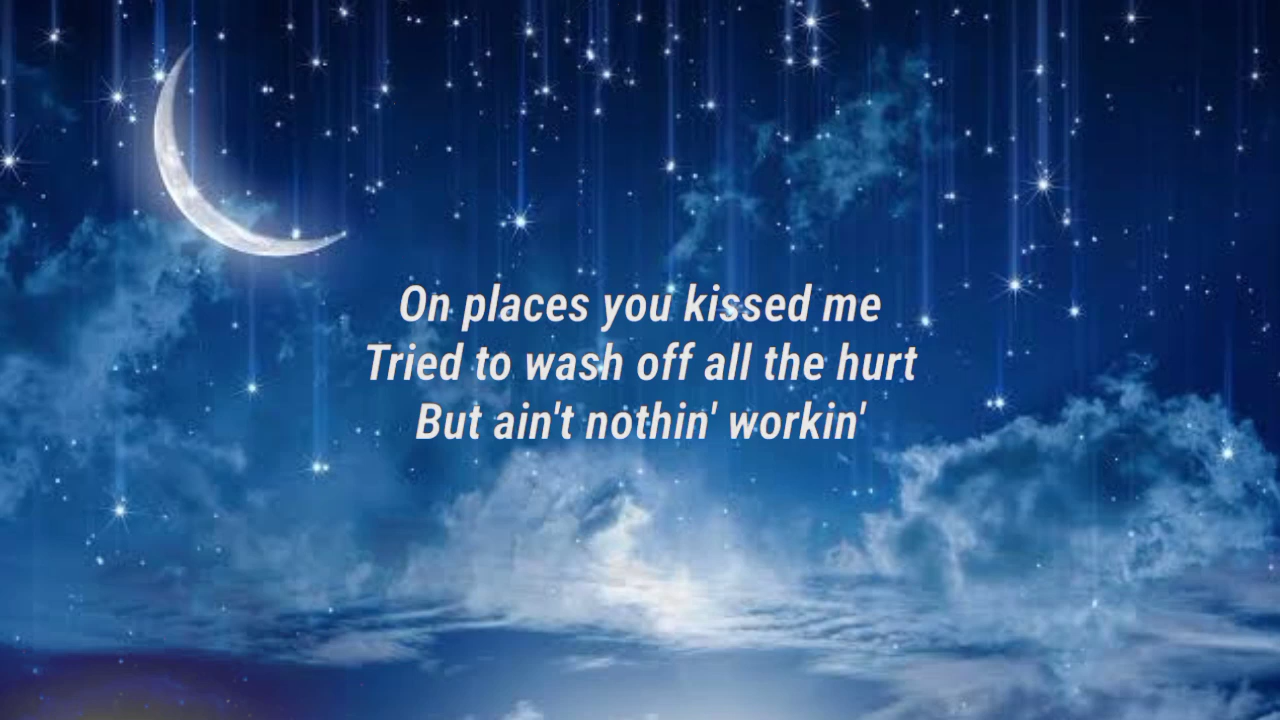 On places you kissed me
Tried to wash off all the hurt
But ain't nothin' workin'